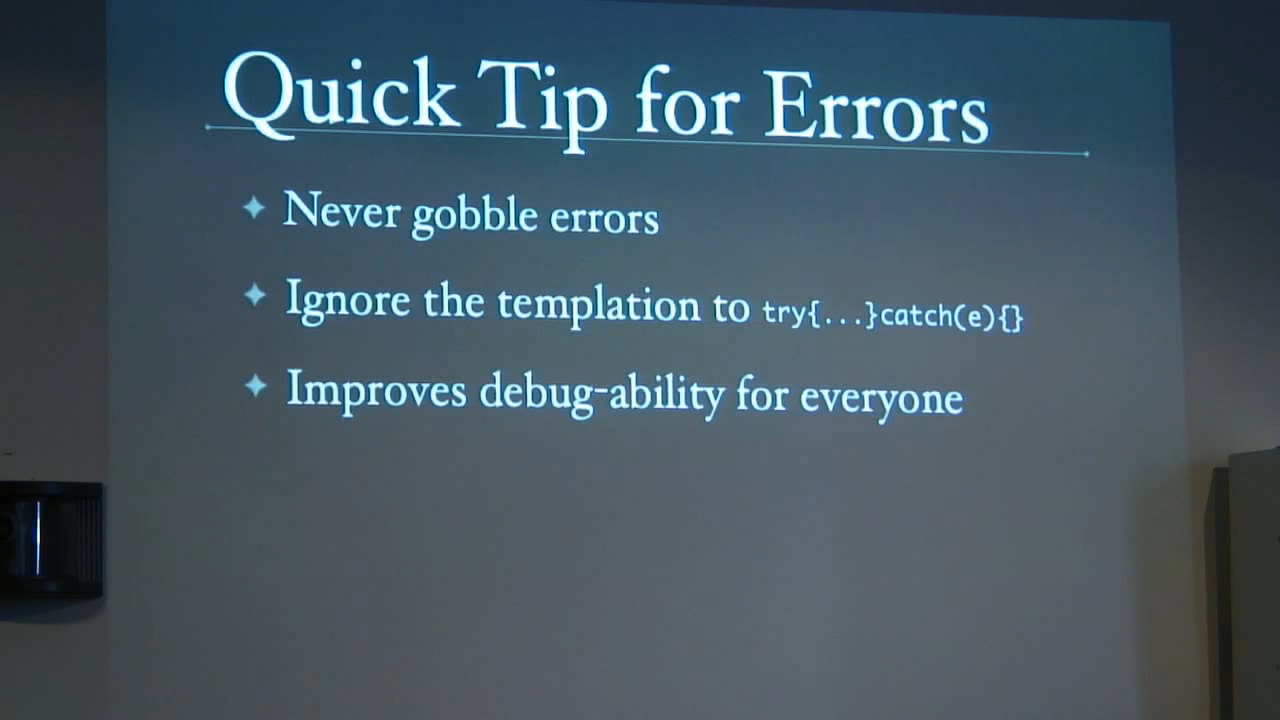 Quick Tip for Errors
Never gobble errors
Ignore the templation to try{...}catch(e){}
Improves debug-ability for everyone